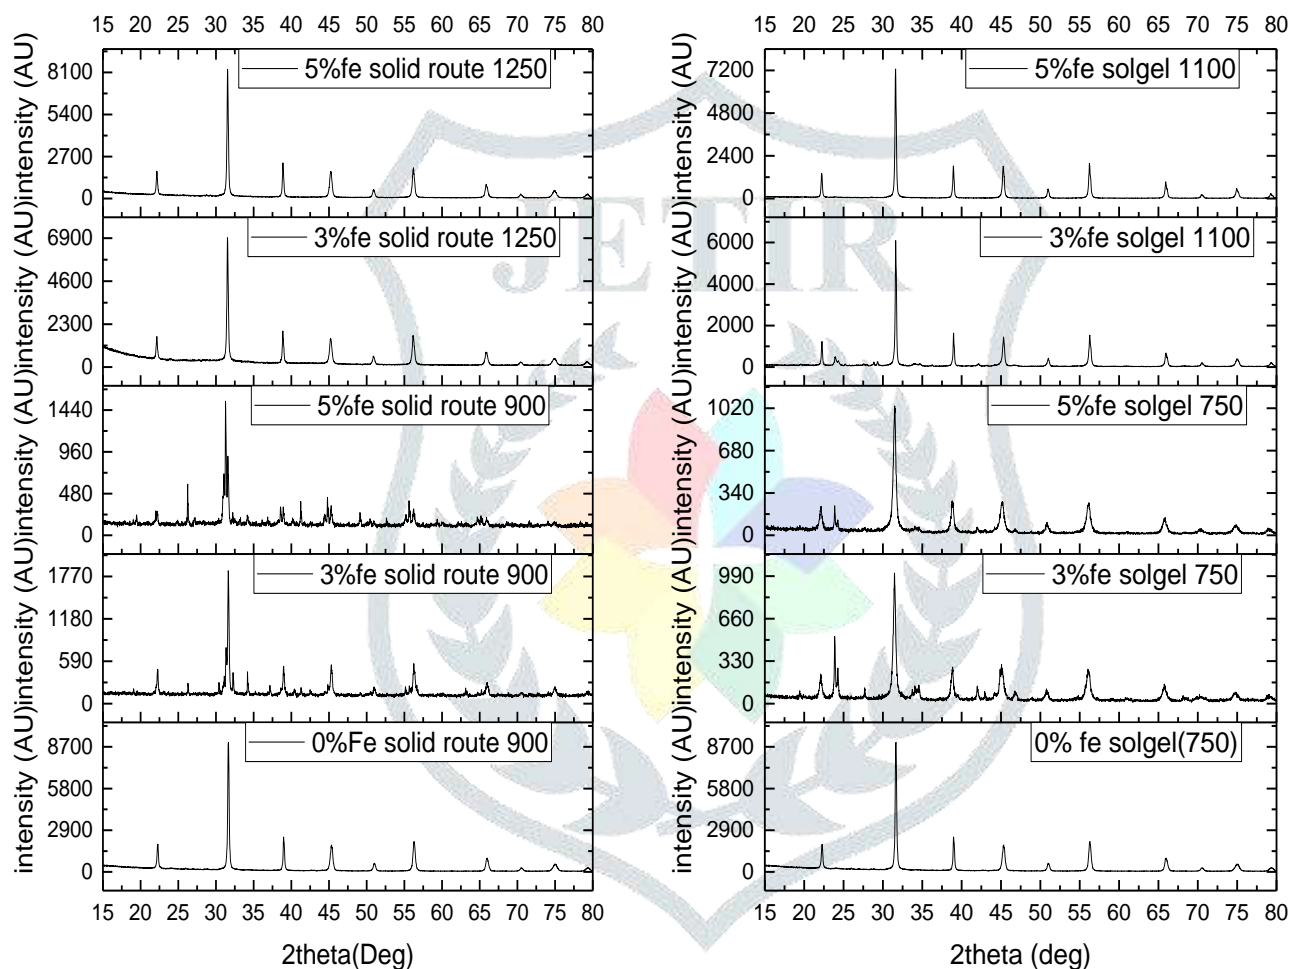 15 20 25 30 35 40 45 50 55 60 65 70 75 80
5%fe solid route 1250
8100
5400
2700
0
intensity (AU)
3%fe solid route 1250
6900
4600
2300
0
intensity (AU)
5%fe solid route 900
1440
960
480
0
intensity (AU)
3%fe solid route 900
1770
1180
590
0
intensity (AU)
0%Fe solid route 900
8700
5800
2900
0
intensity (AU)
15 20 25 30 35 40 45 50 55 60 65 70 75 80
2theta(Deg)
15 20 25 30 35 40 45 50 55 60 65 70 75 80
5%fe solgel 1100
7200
4800
2400
0
intensity (AU)
3%fe solgel 1100
6000
4000
2000
0
intensity (AU)
5%fe solgel 750
1020
680
340
0
intensity (AU)
3%fe solgel 750
990
660
330
0
intensity (AU)
0% fe solgel(750)
8700
5800
2900
0
intensity (AU)
15 20 25 30 35 40 45 50 55 60 65 70 75 80
2theta (deg)
JETIR